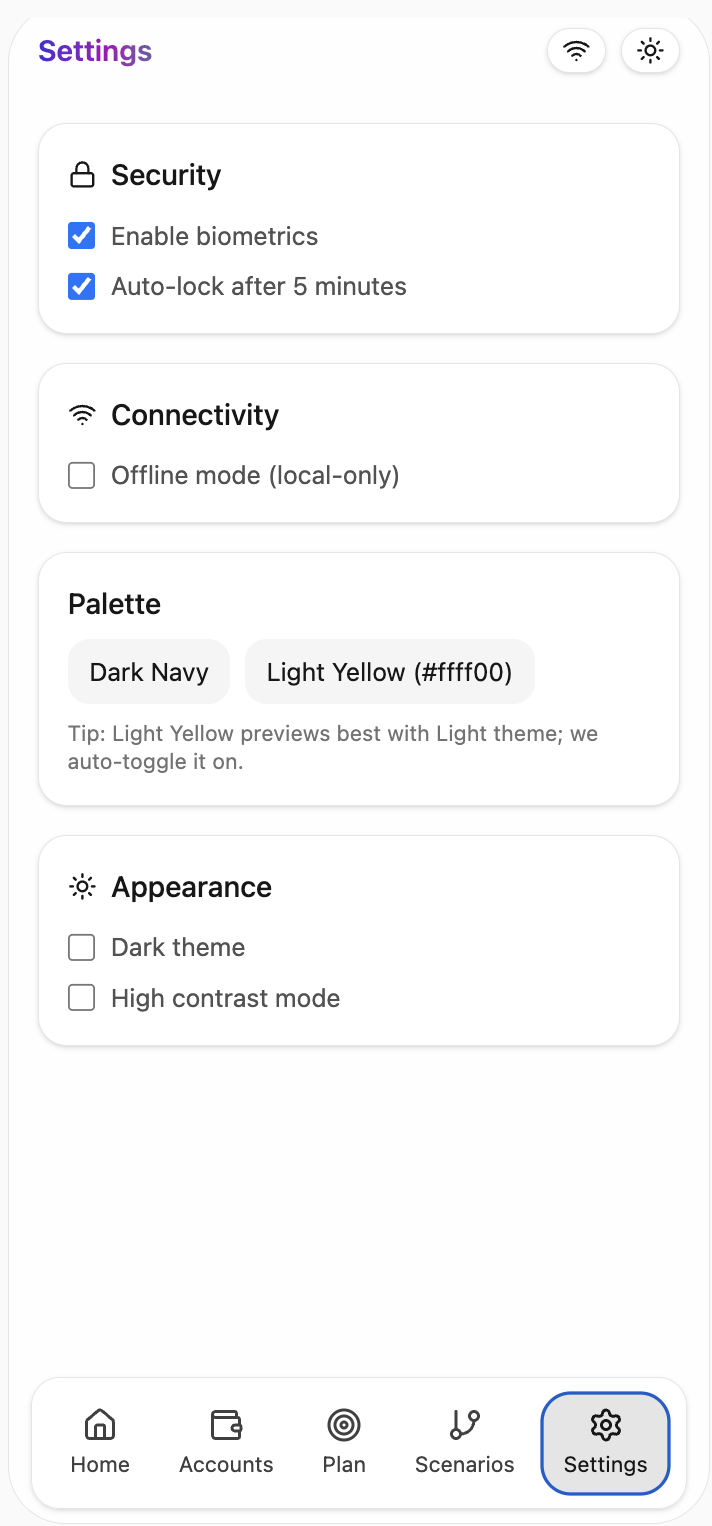 Settings
Security
Enable biometrics
Auto-lock after 5 minutes
Connectivity
Offline mode (local-only)
Palette
Dark Navy
Light Yellow (#ffff00)
Tip: Light Yellow previews best with Light theme; we
auto-toggle it on.
Appearance
Dark theme
High contrast mode
Home
Accounts
Plan
Scenarios
Settings